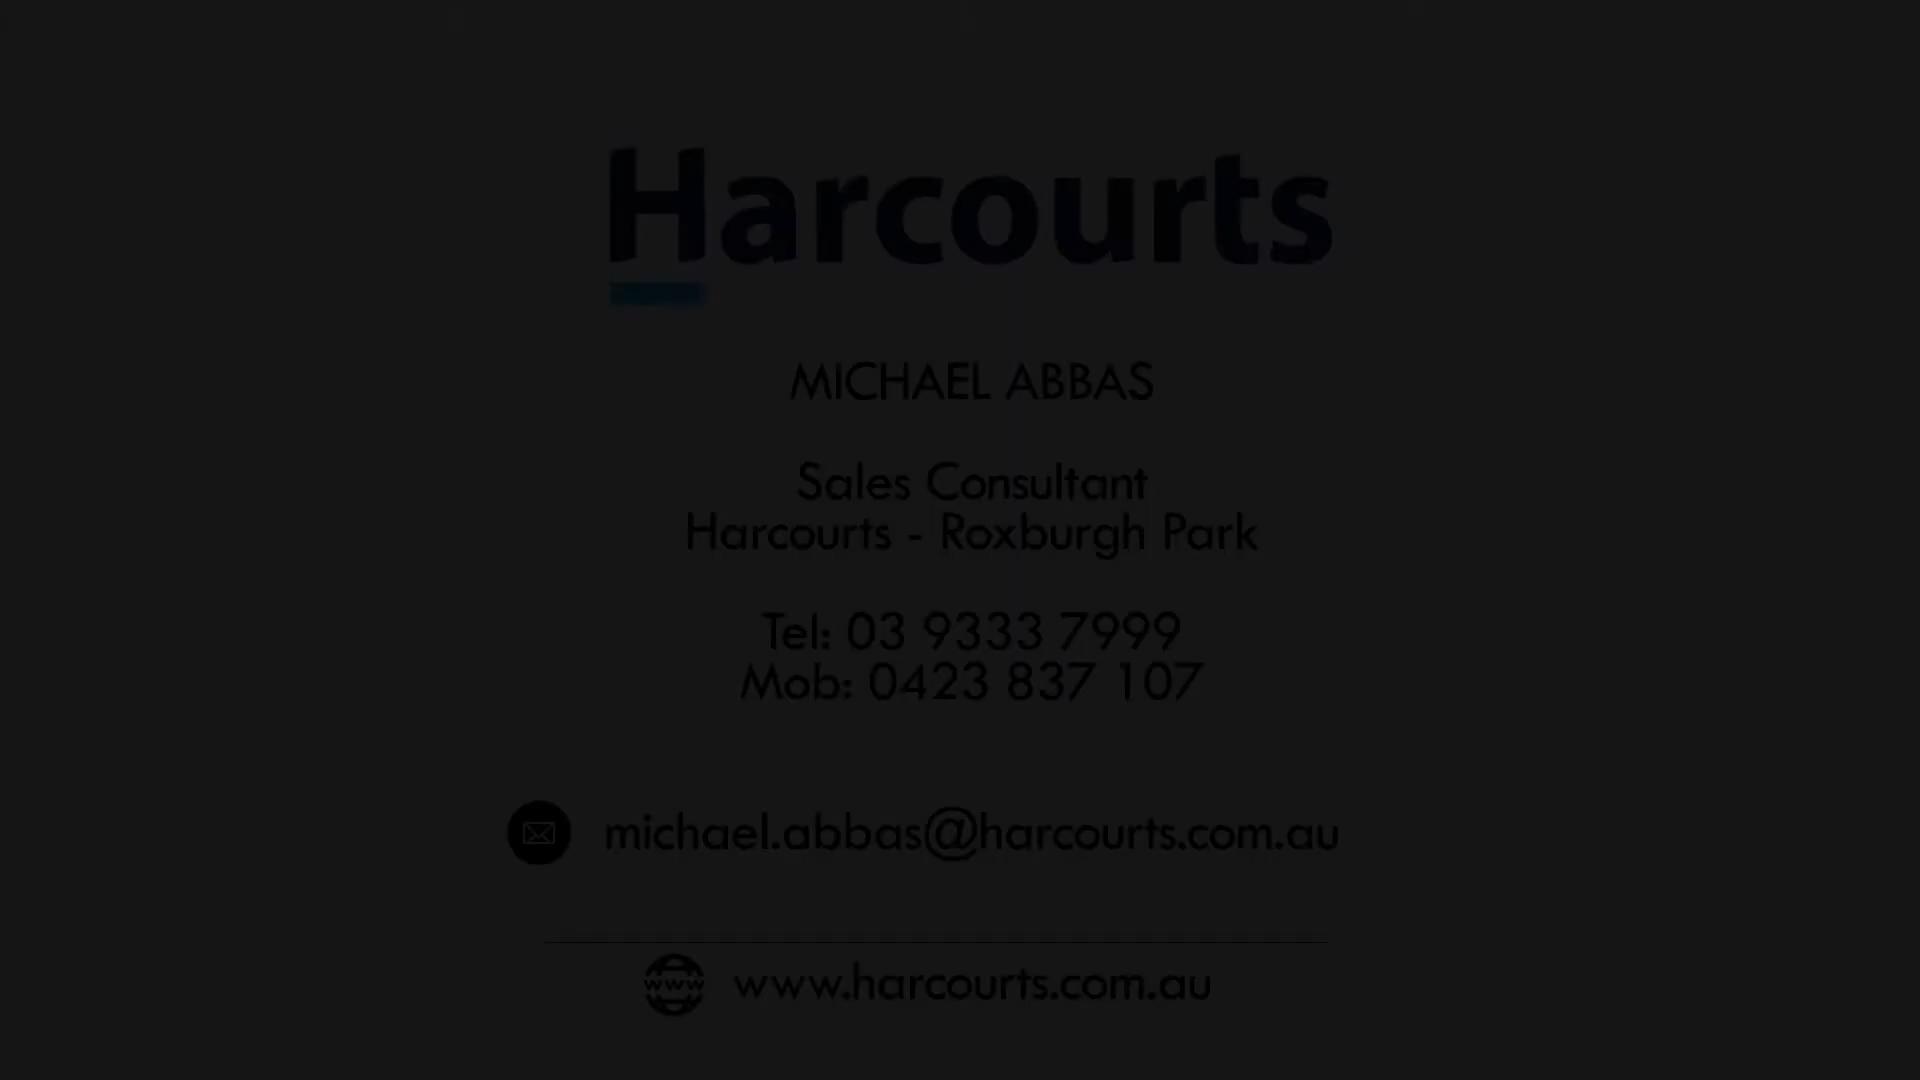 Harcourts
MICHAEL ABBAS
Sales Consultant
Harcourts - Roxburgh Park
Tel: 03 9333 7999
Mob: 0423 837 107
michael.abbas@harcourts.com.au
www www.harcourts.com.au